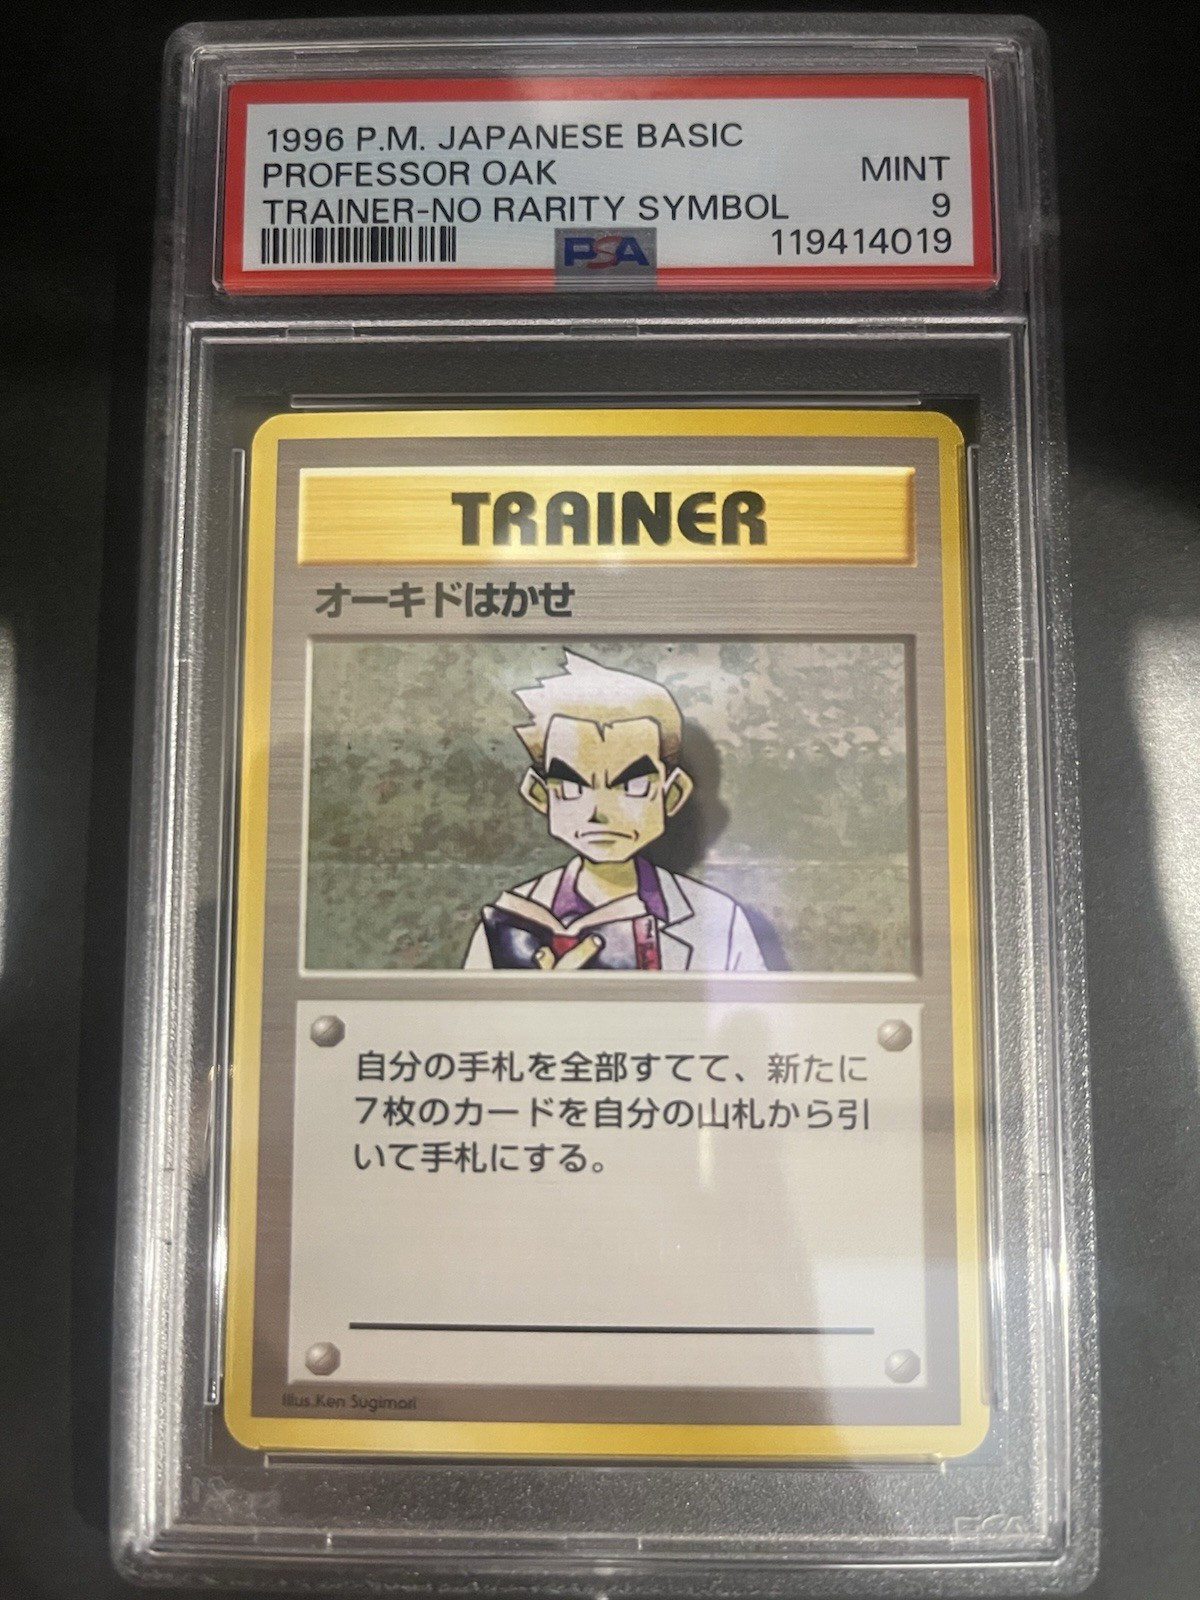 1996 P.M. JAPANESE BASIC
PROFESSOR OAK MINT
TRAINER-NO RARITY SYMBOL 9
PSA 119414019
TRAINER
オーキドはかせ
自分の手札を全部すてて、新たに
7枚のカードを自分の山札から引
いて手札にする。
Illus.Ken Sugimori
PSA